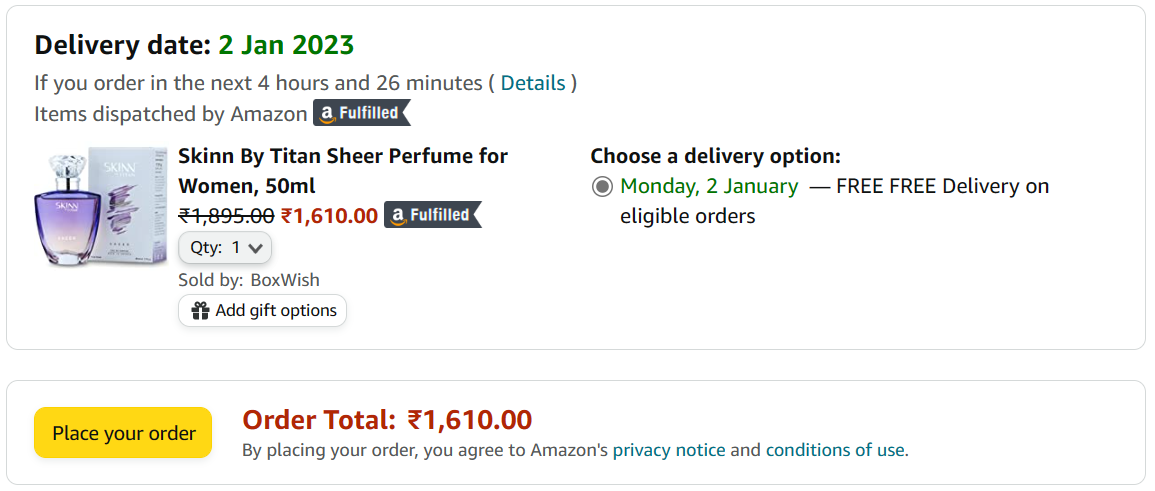 Delivery date: 2 Jan 2023
If you order in the next 4 hours and 26 minutes ( Details )
Items dispatched by Amazon a Fulfilled
SKINN
SKINN
SHEER
Skinn By Titan Sheer Perfume for
Women, 50ml
₹1,895.00 ₹1,610.00 a Fulfilled
Qty: 1
Sold by: BoxWish
Add gift options
Choose a delivery option:
Monday, 2 January — FREE FREE Delivery on
eligible orders
Place your order
Order Total: ₹1,610.00
By placing your order, you agree to Amazon's privacy notice and conditions of use.